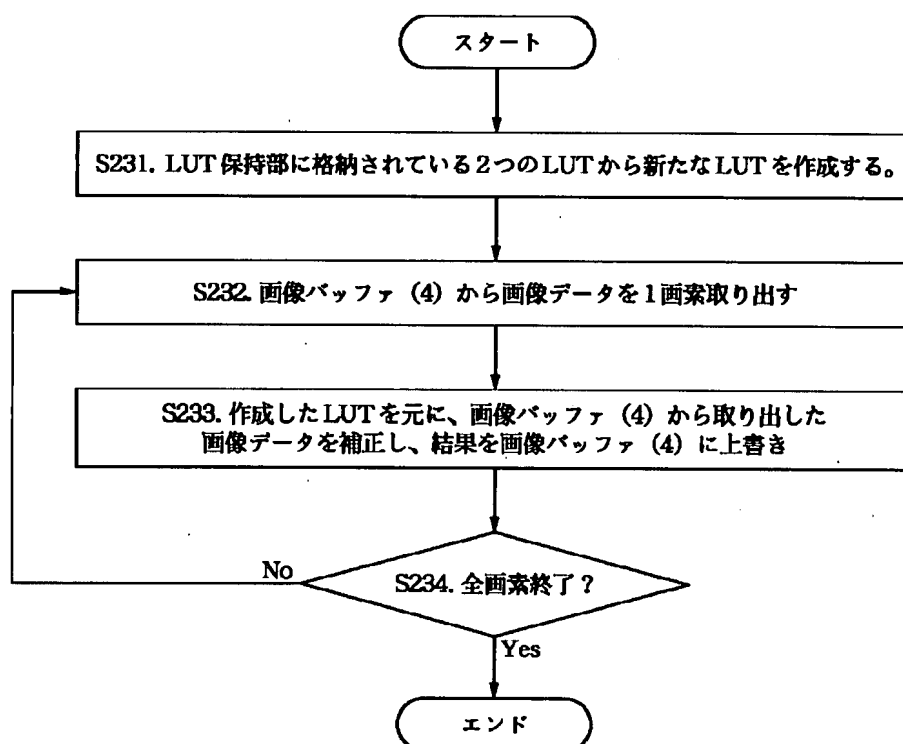 スタート
S231. LUT保持部に格納されている2つのLUTから新たなLUTを作成する。
S232. 画像バッファ（4）から画像データを1画素取り出す
S233. 作成したLUTを元に、画像バッファ（4）から取り出した
画像データを補正し、結果を画像バッファ（4）に上書き
No
S234. 全画素終了？
Yes
エンド